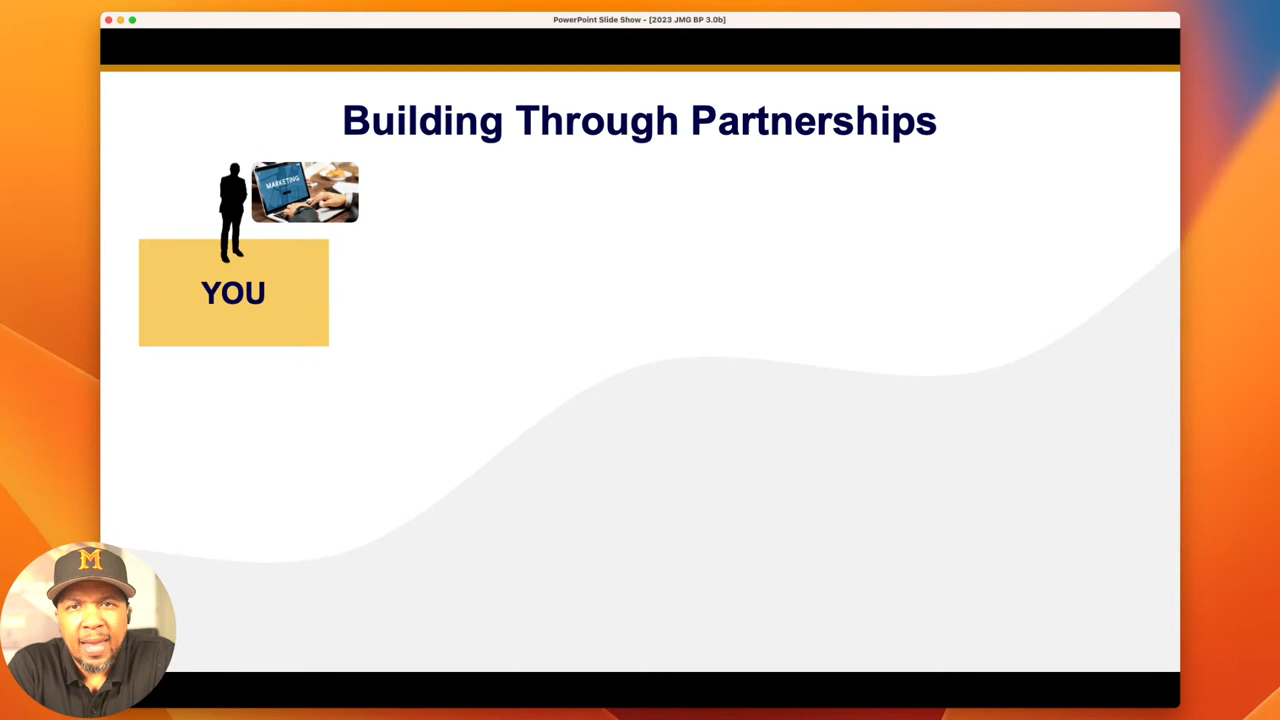 PowerPoint Slide Show - [2023 JMG BP 3.0b]
Building Through Partnerships
MARKETING
YOU
M